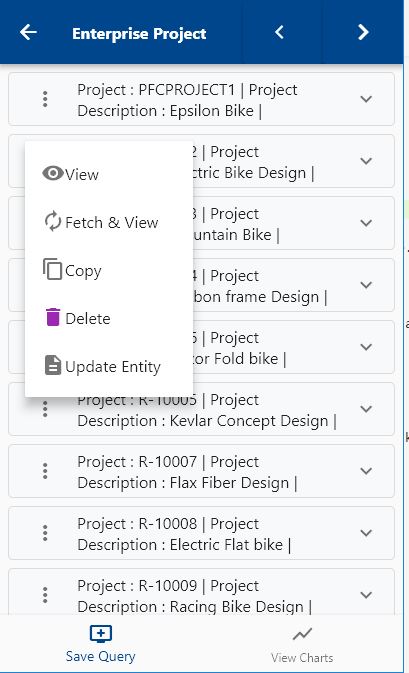 Enterprise Project
Project : PFCPROJECT1 | Project
Description : Epsilon Bike |
2 | Project
ctric Bike Design |
3 | Project
untain Bike |
4 | Project
bon frame Design |
| Project
or Fold bike |
View
Fetch & View
Copy
Delete
Update Entity
Project : R-10005 | Project
Description : Kevlar Concept Design |
Project : R-10007 | Project
Description : Flax Fiber Design |
Project : R-10008 | Project
Description : Electric Flat bike |
Project : R-10009 | Project
Description : Racing Bike Design |
Save Query
View Charts